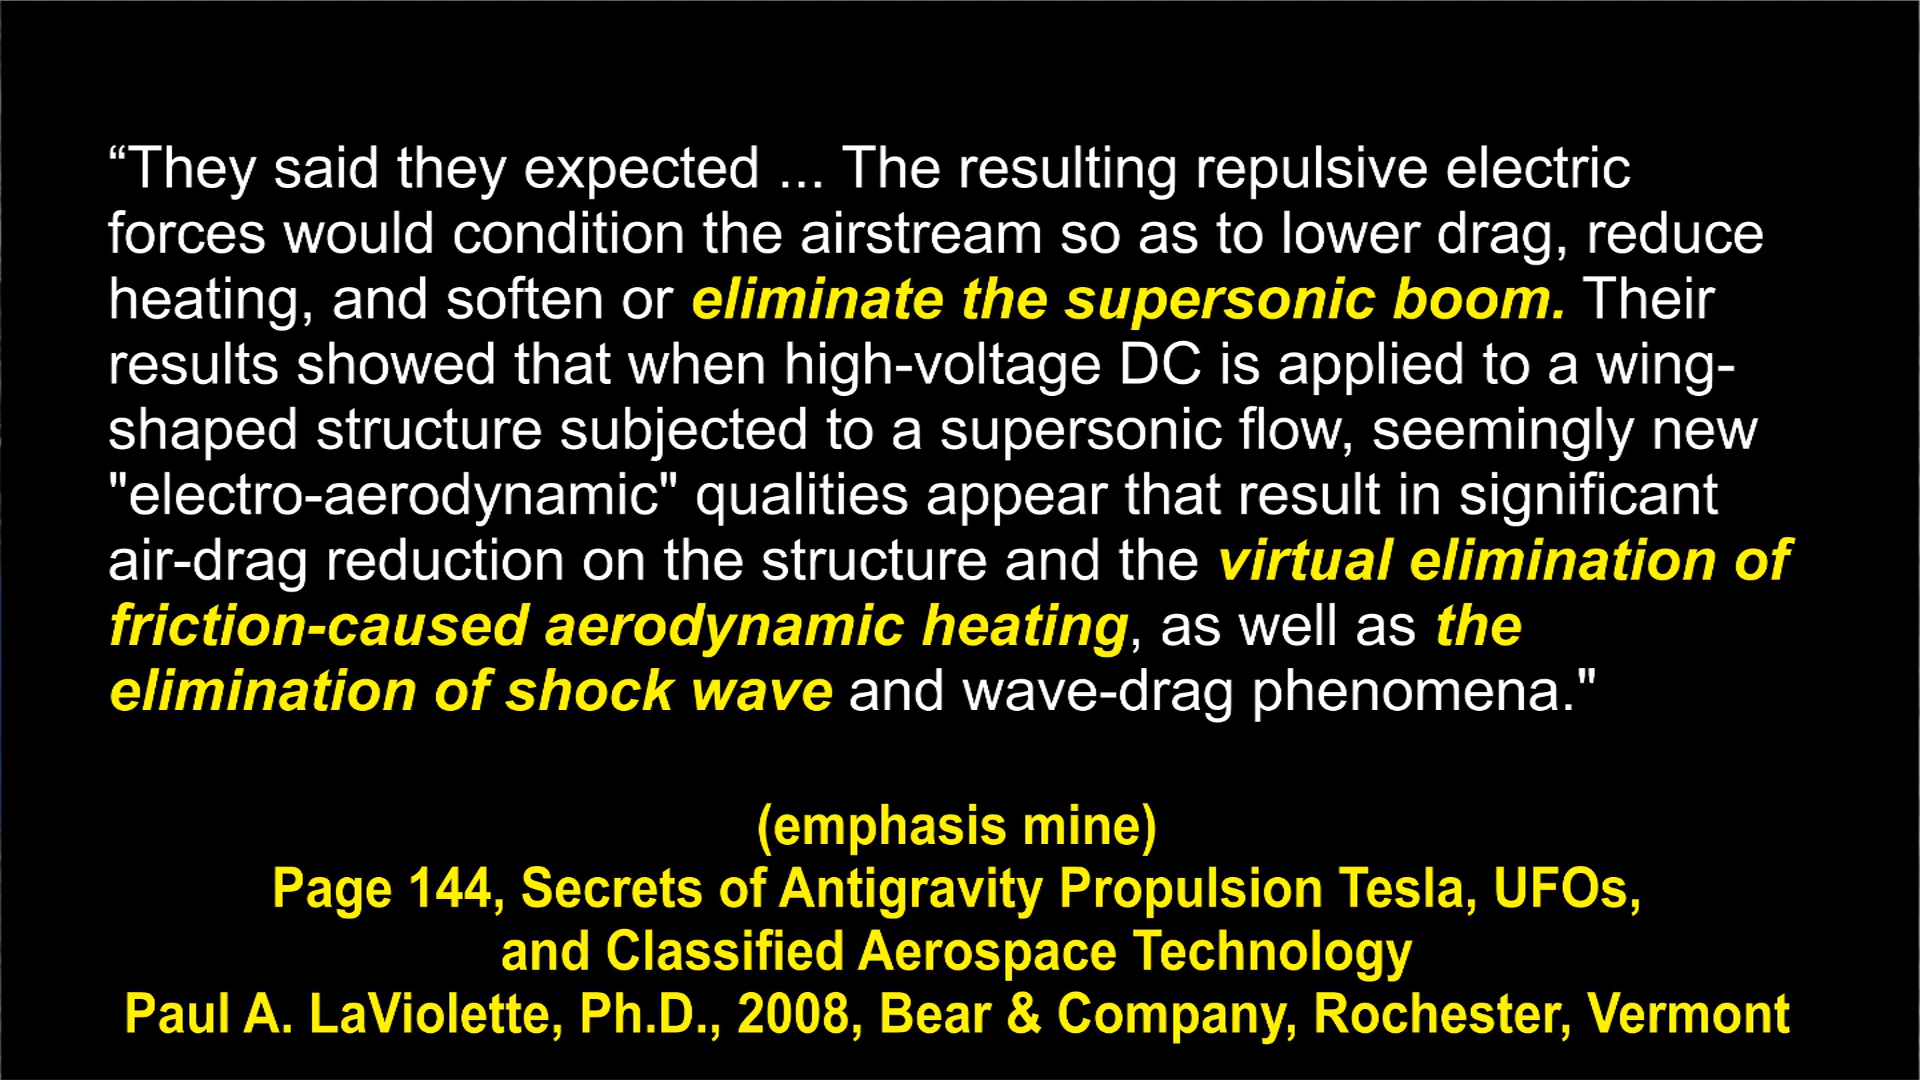 “They said they expected ... The resulting repulsive electric
forces would condition the airstream so as to lower drag, reduce
heating, and soften or eliminate the supersonic boom. Their
results showed that when high-voltage DC is applied to a wing-
shaped structure subjected to a supersonic flow, seemingly new
"electro-aerodynamic" qualities appear that result in significant
air-drag reduction on the structure and the virtual elimination of
friction-caused aerodynamic heating, as well as the
elimination of shock wave and wave-drag phenomena."
(emphasis mine)
Page 144, Secrets of Antigravity Propulsion Tesla, UFOs,
and Classified Aerospace Technology
Paul A. LaViolette, Ph.D., 2008, Bear & Company, Rochester, Vermont